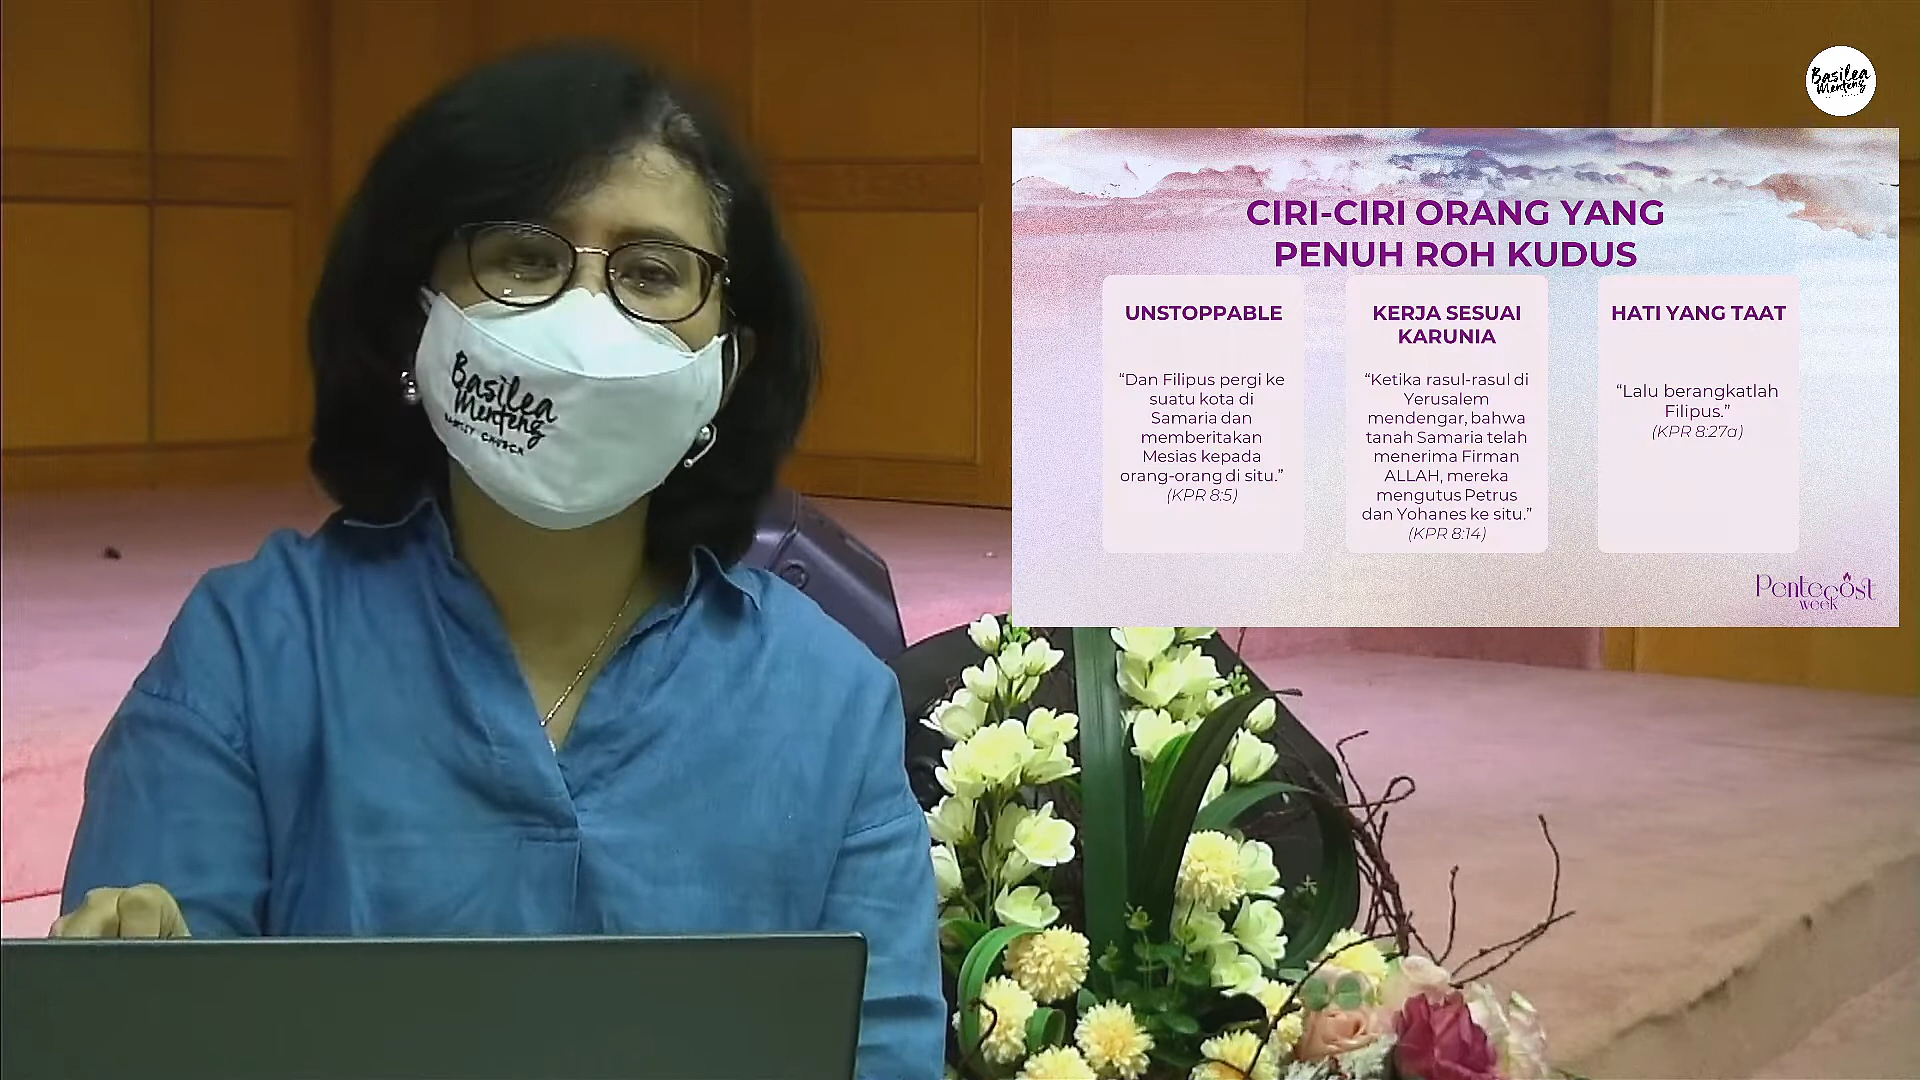 Basilea
Menteng
CIRI-CIRI ORANG YANG
PENUH ROH KUDUS
UNSTOPPABLE
“Dan Filipus pergi ke
suatu kota di
Samaria dan
memberitakan
Mesias kepada
orang-orang di situ.”
(KPR 8:5)
KERJA SESUAI
KARUNIA
“Ketika rasul-rasul di
Yerusalem
mendengar, bahwa
tanah Samaria telah
menerima Firman
ALLAH, mereka
mengutus Petrus
dan Yohanes ke situ.”
(KPR 8:14)
HATI YANG TAAT
“Lalu berangkatlah
Filipus.”
(KPR 8:27a)
Pentecost
week
Basilea
Menteng
FAMILY CHURCH